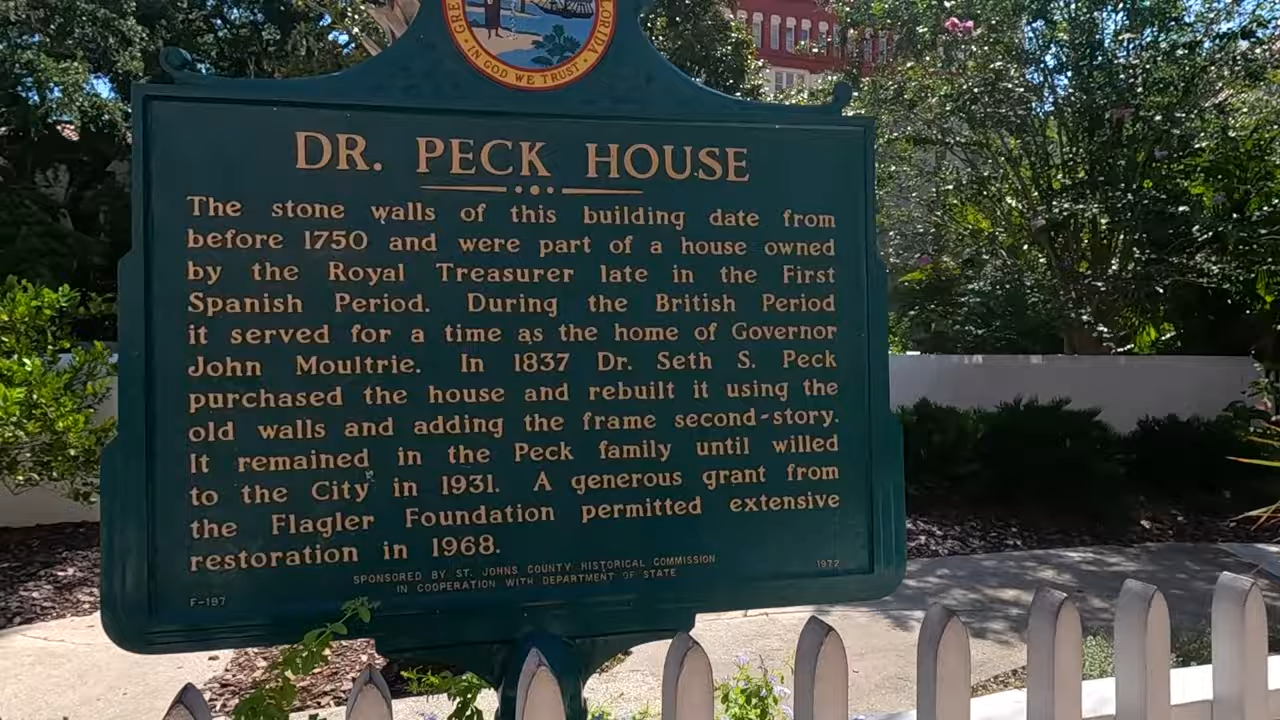 GRE
LORIDA
IN GOD WE TRUST
DR. PECK HOUSE
The stone walls of this building date from
before 1750 and were part of a house owned
by the Royal Treasurer late in the First
Spanish Period. During the British Period
it served for a time as the home of Governor
John Moultrie. In 1837 Dr. Seth S. Peck
purchased the house and rebuilt it using the
old walls and adding the frame second-story.
It remained in the Peck family until willed
to the City in 1931. A generous grant from
the Flagler Foundation permitted extensive
restoration in 1968.
SPONSORED BY ST. JOHNS COUNTY HISTORICAL COMMISSION
IN COOPERATION WITH DEPARTMENT OF STATE
1972
F-197